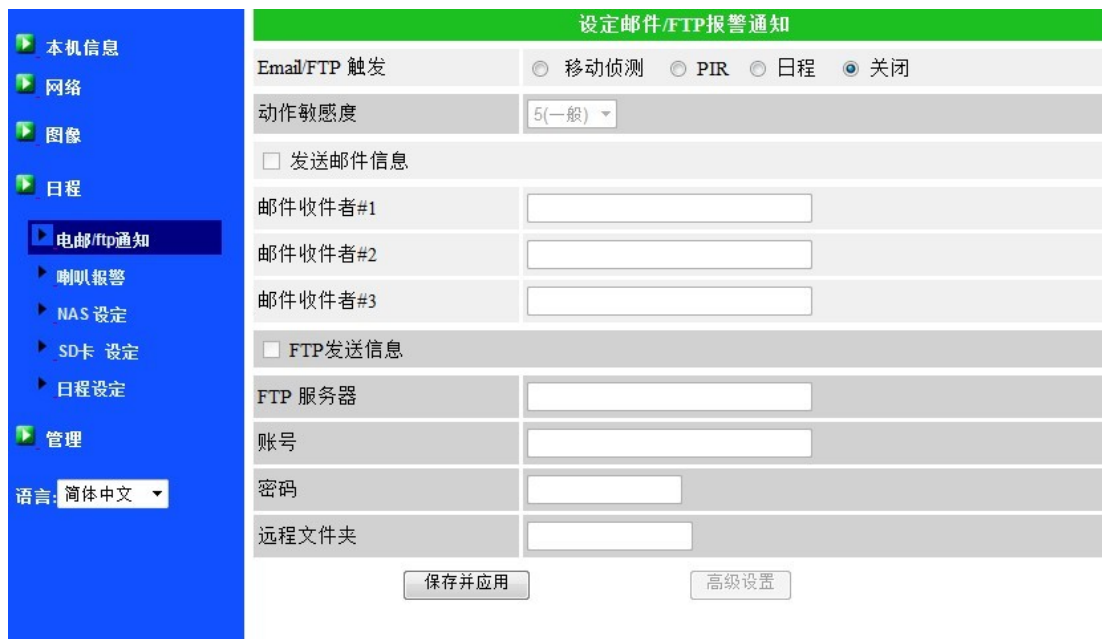 本机信息
网络
图像
日程
电邮/ftp通知
喇叭报警
NAS 设定
SD卡 设定
日程设定
管理
语言: 简体中文
设定邮件/FTP报警通知
Email/FTP 触发 移动侦测 PIR 日程 关闭
动作敏感度 5(一般)
发送邮件信息
邮件收件者#1
邮件收件者#2
邮件收件者#3
FTP发送信息
FTP 服务器
账号
密码
远程文件夹
保存并应用 高级设置